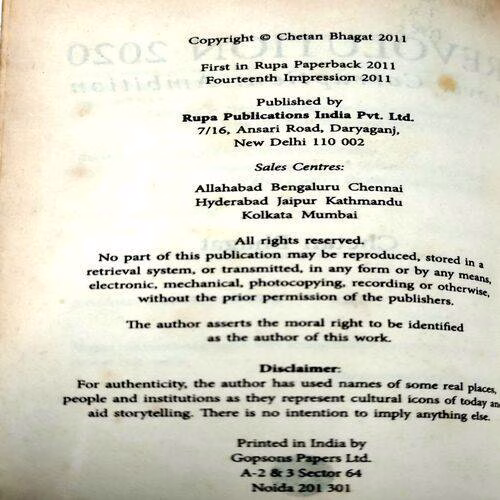 Copyright © Chetan Bhagat 2011
First in Rupa Paperback 2011
Fourteenth Impression 2011
Published by
Rupa Publications India Pvt. Ltd.
7/16, Ansari Road, Daryaganj,
New Delhi 110 002
Sales Centres:
Allahabad Bengaluru Chennai
Hyderabad Jaipur Kathmandu
Kolkata Mumbai
All rights reserved.
No part of this publication may be reproduced, stored in a
retrieval system, or transmitted, in any form or by any means,
electronic, mechanical, photocopying, recording or otherwise,
without the prior permission of the publishers.
The author asserts the moral right to be identified
as the author of this work.
Disclaimer:
For authenticity, the author has used names of some real places,
people and institutions as they represent cultural icons of today and
aid storytelling. There is no intention to imply anything else.
Printed in India by
Gopsons Papers Ltd.
A-2 & 3 Sector 64
Noida 201 301